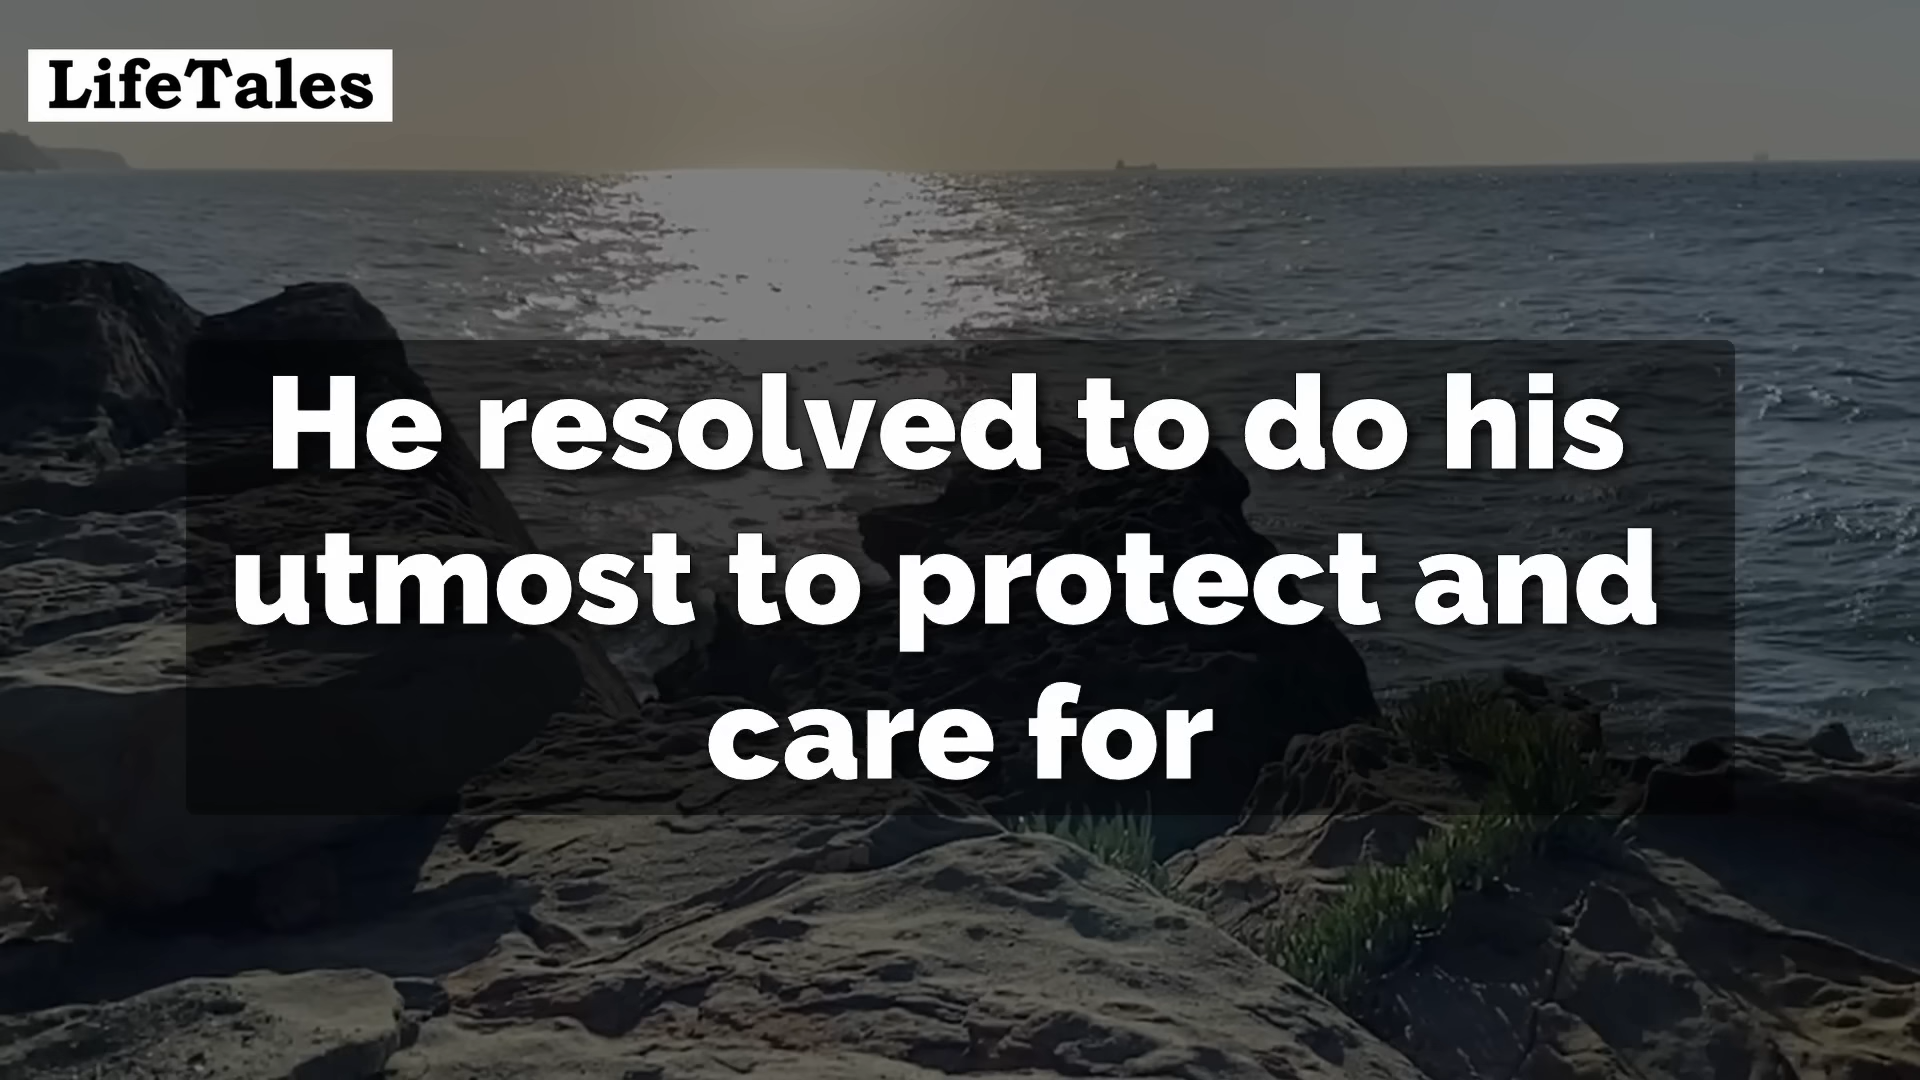 LifeTales
He resolved to do his
utmost to protect and
care for